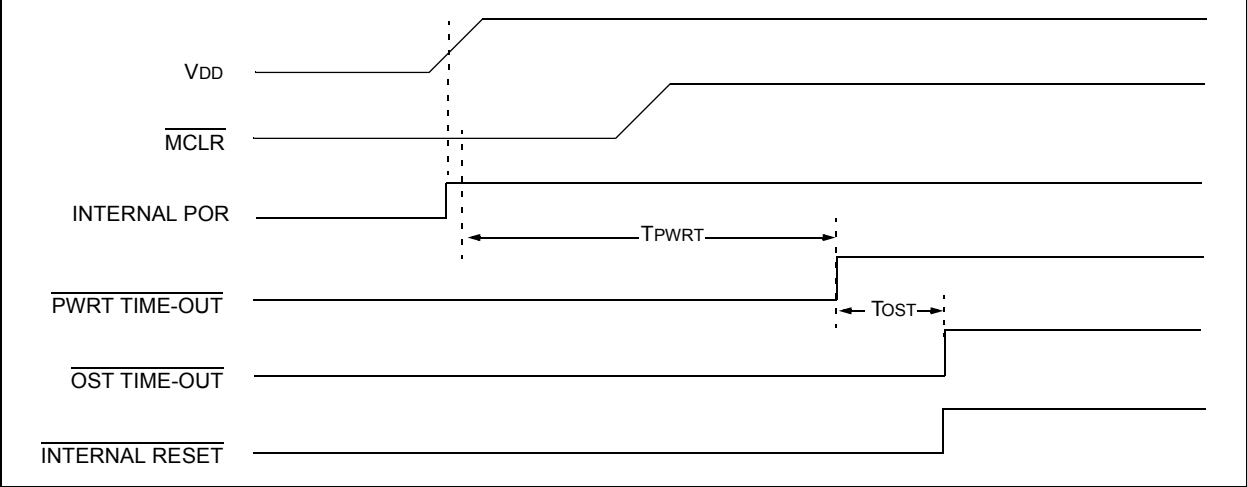 VDD
MCLR
INTERNAL POR
TPWRT
PWRT TIME-OUT
TOST
OST TIME-OUT
INTERNAL RESET